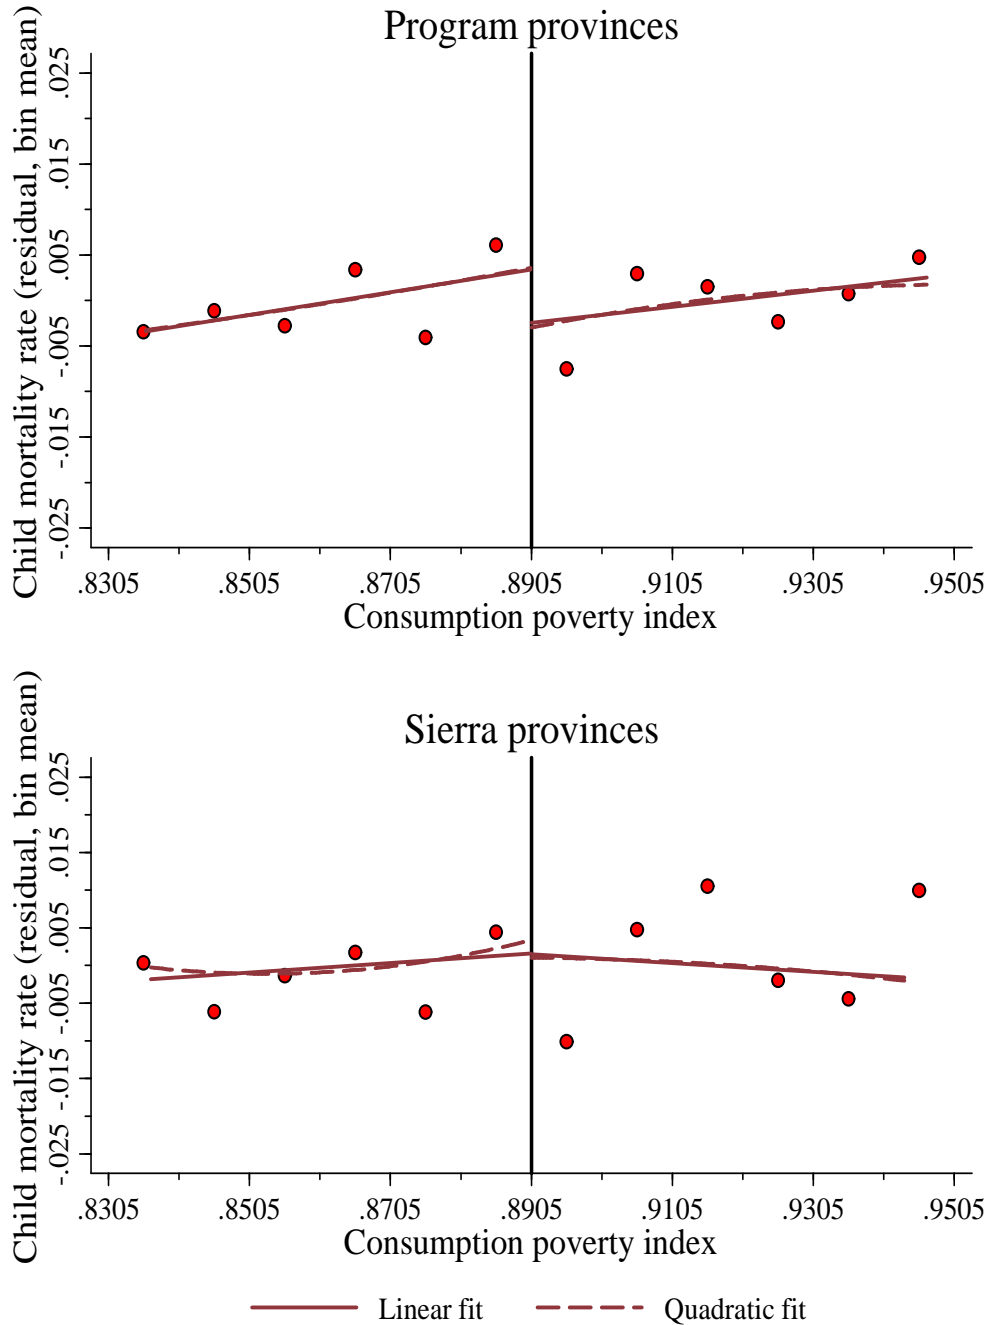 Program provinces
Child mortality rate (residual, bin mean)
.025
.015
.005
-.005
-.015
-.025
.8305 .8505 .8705 .8905 .9105 .9305 .9505
Consumption poverty index
Sierra provinces
Child mortality rate (residual, bin mean)
.025
.015
.005
-.005
-.015
-.025
.8305 .8505 .8705 .8905 .9105 .9305 .9505
Consumption poverty index
Linear fit Quadratic fit